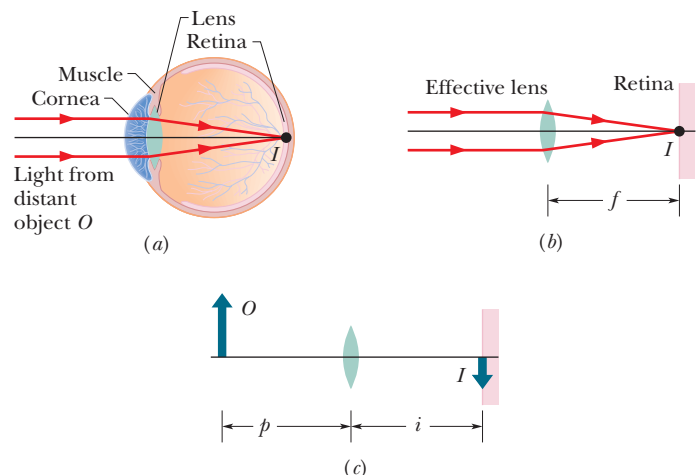 Lens
Retina
Muscle
Cornea
I
Light from
distant
object O
(a)
Effective lens
Retina
I
f
(b)
O
I
p
i
(c)